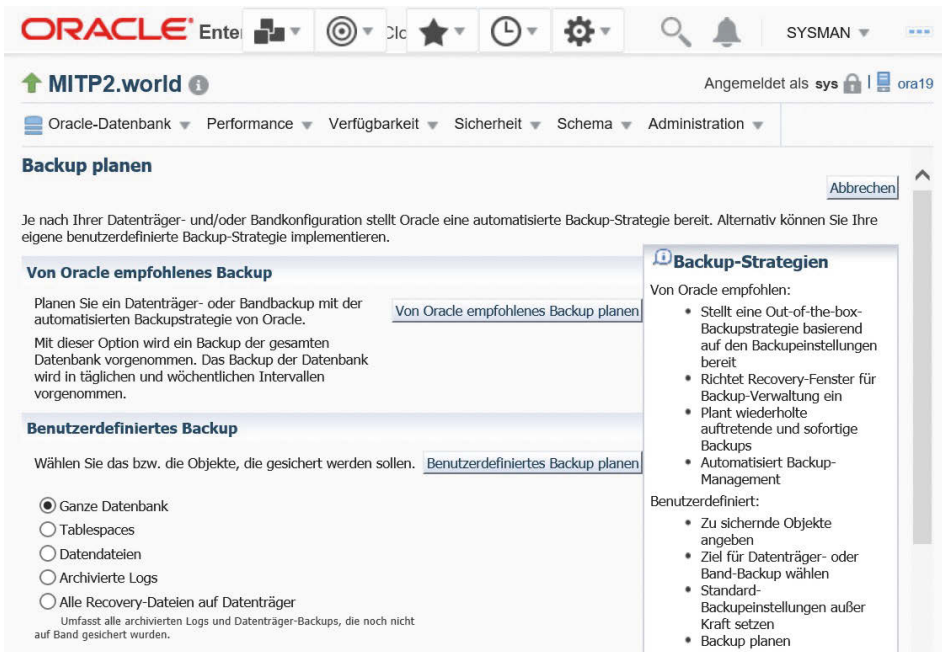 ORACLE' Ente Clc SYSMAN
MITP2.world Angemeldet als sys ora19
Oracle-Datenbank Performance Verfügbarkeit Sicherheit Schema Administration
Backup planen
Abbrechen
Je nach Ihrer Datenträger- und/oder Bandkonfiguration stellt Oracle eine automatisierte Backup-Strategie bereit. Alternativ können Sie Ihre
eigene benutzerdefinierte Backup-Strategie implementieren.
Von Oracle empfohlenes Backup
Planen Sie ein Datenträger- oder Bandbackup mit der
automatisierten Backupstrategie von Oracle.
Von Oracle empfohlenes Backup planen
Mit dieser Option wird ein Backup der gesamten
Datenbank vorgenommen. Das Backup der Datenbank
wird in täglichen und wöchentlichen Intervallen
vorgenommen.
Benutzerdefiniertes Backup
Wählen Sie das bzw. die Objekte, die gesichert werden sollen. Benutzerdefiniertes Backup planen
Ganze Datenbank
Tablespaces
Datendateien
Archivierte Logs
Alle Recovery-Dateien auf Datenträger
Umfasst alle archivierten Logs und Datenträger-Backups, die noch nicht
auf Band gesichert wurden.
Backup-Strategien
Von Oracle empfohlen:
• Stellt eine Out-of-the-box-
Backupstrategie basierend
auf den Backupeinstellungen
bereit
• Richtet Recovery-Fenster für
Backup-Verwaltung ein
• Plant wiederholte
auftretende und sofortige
Backups
• Automatisiert Backup-
Management
Benutzerdefiniert:
• Zu sichernde Objekte
angeben
• Ziel für Datenträger- oder
Band-Backup wählen
• Standard-
Backupeinstellungen außer
Kraft setzen
• Backup planen